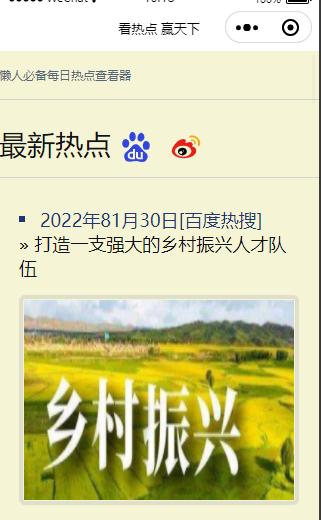 看热点 赢天下
懒人必备每日热点查看器
最新热点
du
2022年81月30日[百度热搜]
» 打造一支强大的乡村振兴人才队
伍
乡村振兴